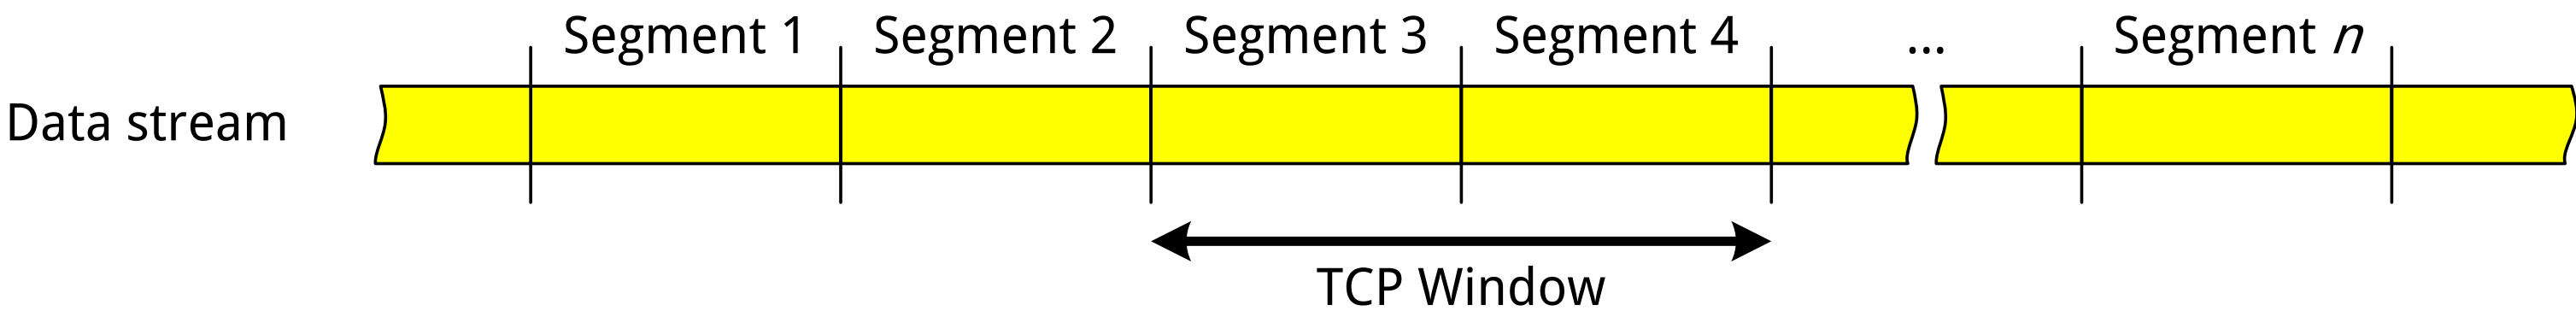 Segment 1 Segment 2 Segment 3 Segment 4 ... Segment n
Data stream
TCP Window